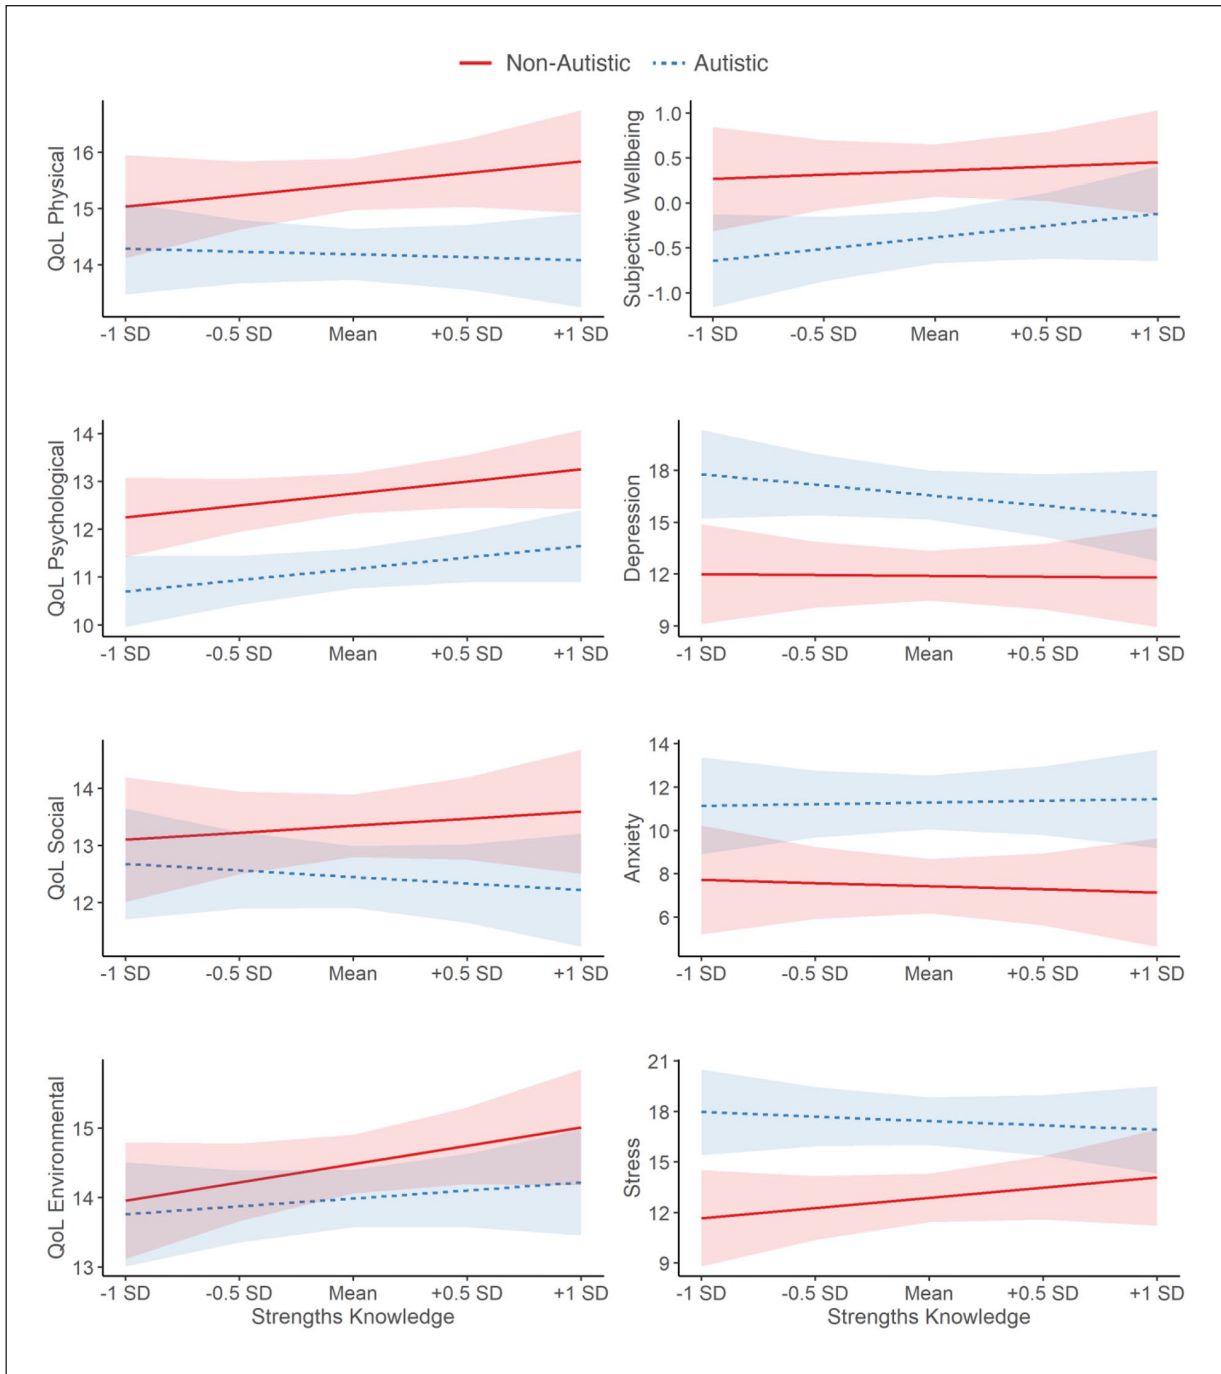 Non-Autistic Autistic
QoL Physical
16
15
14
-1 SD -0.5 SD Mean +0.5 SD +1 SD
Subjective Wellbeing
1.0
0.5
0.0
-0.5
-1.0
-1 SD -0.5 SD Mean +0.5 SD +1 SD
QoL Psychological
14
13
12
11
10
-1 SD -0.5 SD Mean +0.5 SD +1 SD
Depression
18
15
12
9
-1 SD -0.5 SD Mean +0.5 SD +1 SD
QoL Social
14
13
12
-1 SD -0.5 SD Mean +0.5 SD +1 SD
Anxiety
14
12
10
8
6
-1 SD -0.5 SD Mean +0.5 SD +1 SD
QoL Environmental
15
14
13
-1 SD -0.5 SD Mean +0.5 SD +1 SD
Strengths Knowledge
Stress
21
18
15
12
9
-1 SD -0.5 SD Mean +0.5 SD +1 SD
Strengths Knowledge